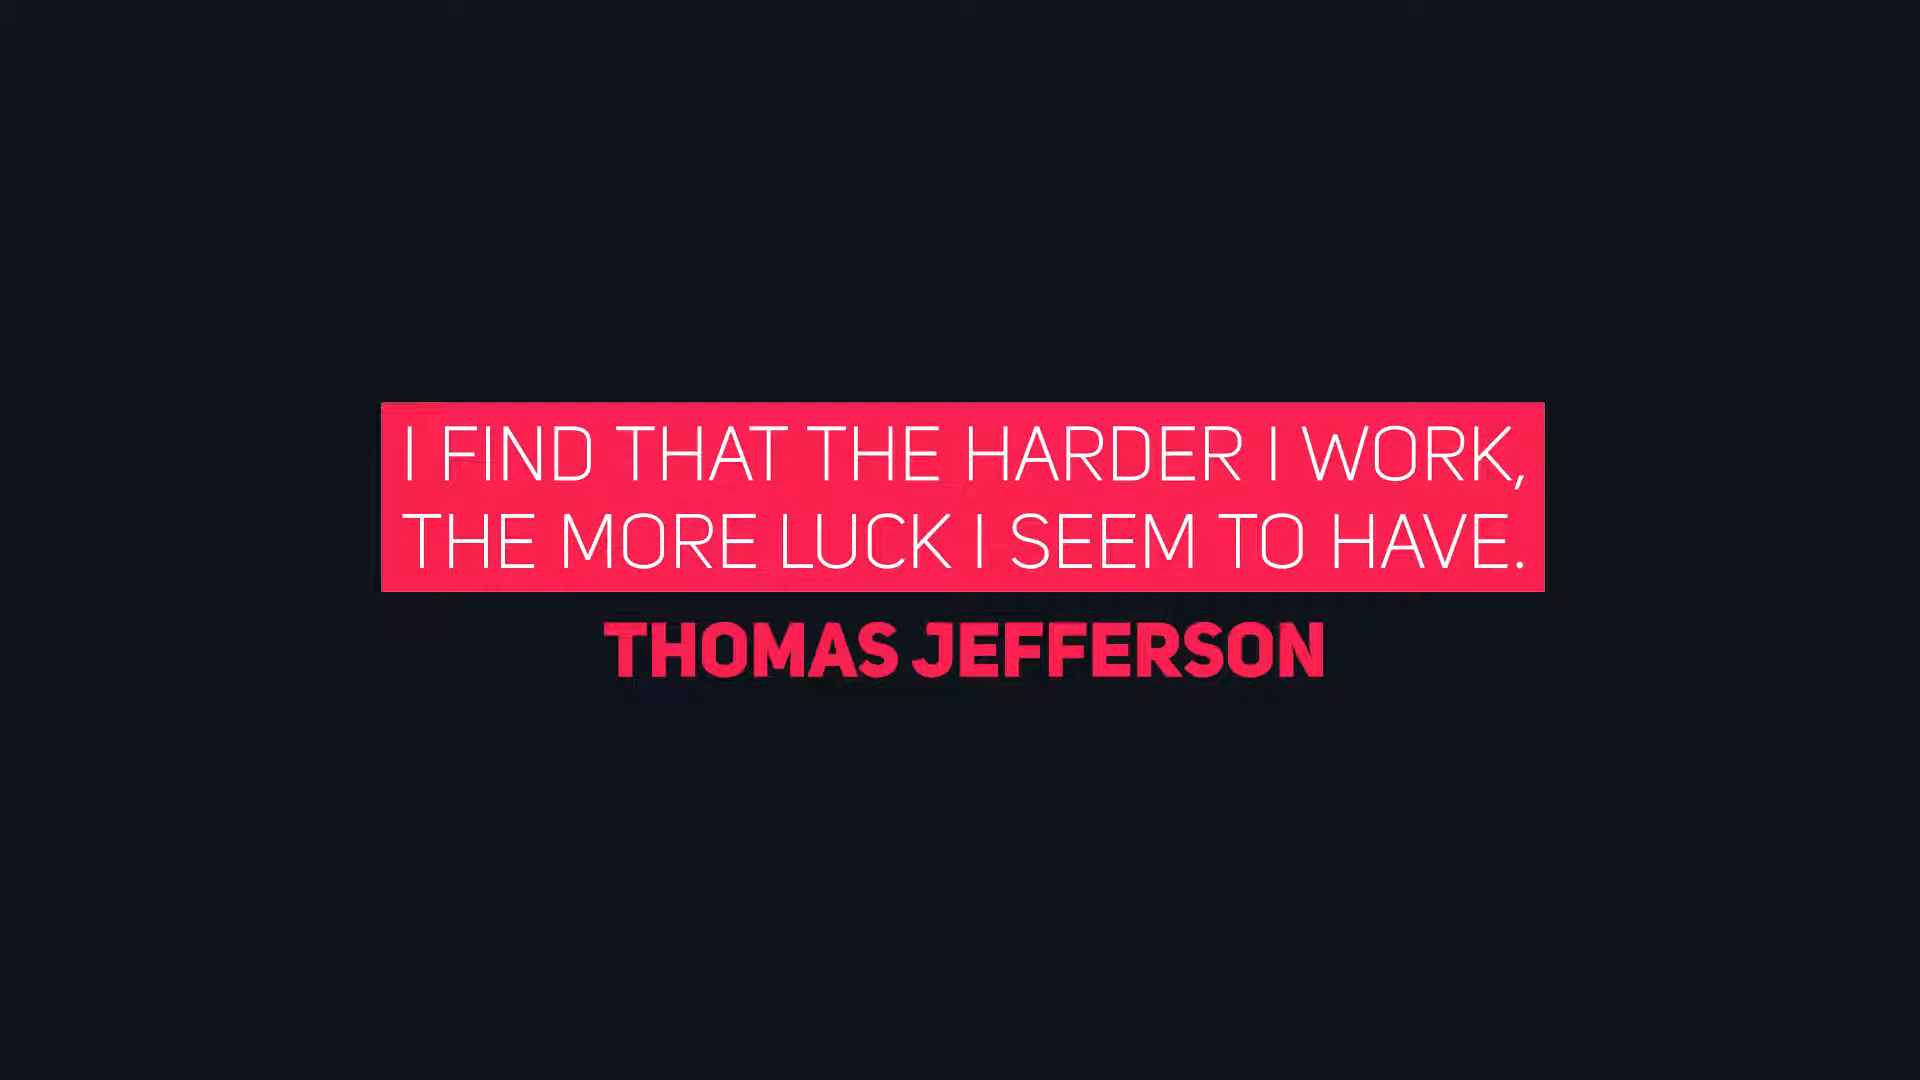 I FIND THAT THE HARDER I WORK,
THE MORE LUCK I SEEM TO HAVE.
THOMAS JEFFERSON